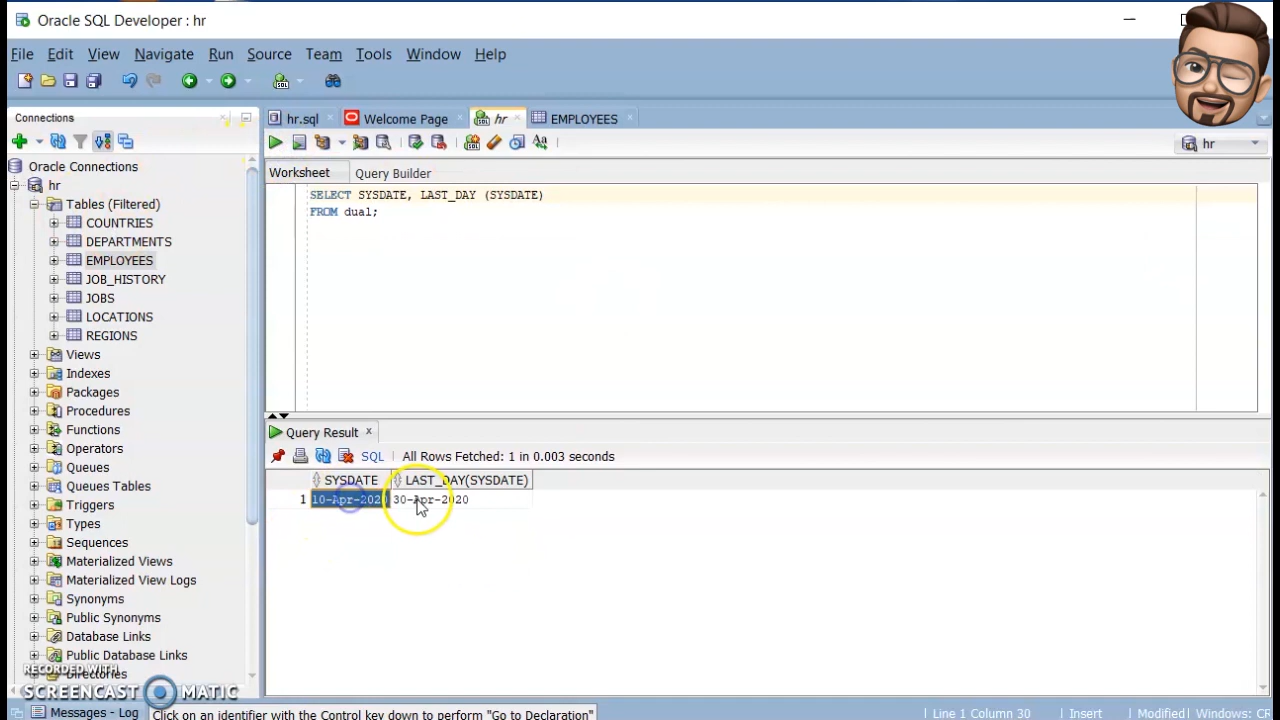 Oracle SQL Developer : hr
File Edit View Navigate Run Source Team Tools Window Help
Connections
hr.sql
Welcome Page
hr
EMPLOYEES
hr
Oracle Connections
hr
Tables (Filtered)
COUNTRIES
DEPARTMENTS
EMPLOYEES
JOB_HISTORY
JOBS
LOCATIONS
REGIONS
Views
Indexes
Packages
Procedures
Functions
Operators
Queues
Queues Tables
Triggers
Types
Sequences
Materialized Views
Materialized View Logs
Synonyms
Public Synonyms
Database Links
Public Database Links
Directories
Worksheet Query Builder
SELECT SYSDATE, LAST_DAY (SYSDATE)
FROM dual;
Query Result
SQL All Rows Fetched: 1 in 0.003 seconds
SYSDATE LAST_DAY(SYSDATE)
1 10-Apr-2020 30-Apr-2020
RECORDED WITH
SCREENCAST MATIC
Messages - Log
Click on an identifier with the Control key down to perform "Go to Declaration"
Line 1 Column 30 Insert Modified Windows: CR